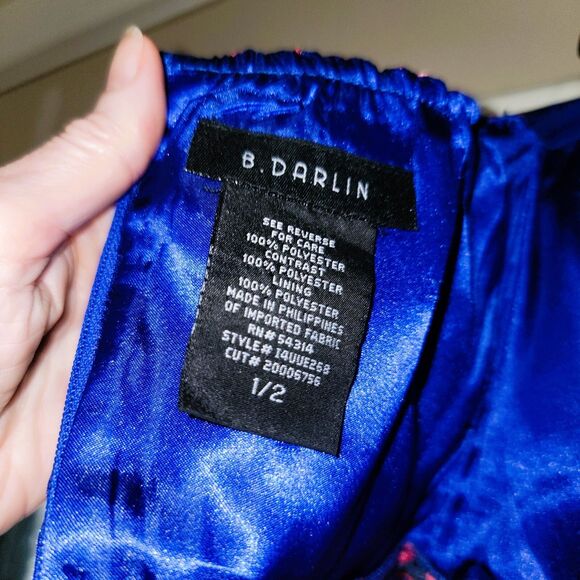 B. DARLIN
SEE REVERSE
FOR CARE
100% POLYESTER
CONTRAST
100% POLYESTER
LINING
100% POLYESTER
MADE IN PHILIPPINES
OF IMPORTED FABRIC
RN# 54314
STYLE# 14UUE268
CUT# 20006756
1/2